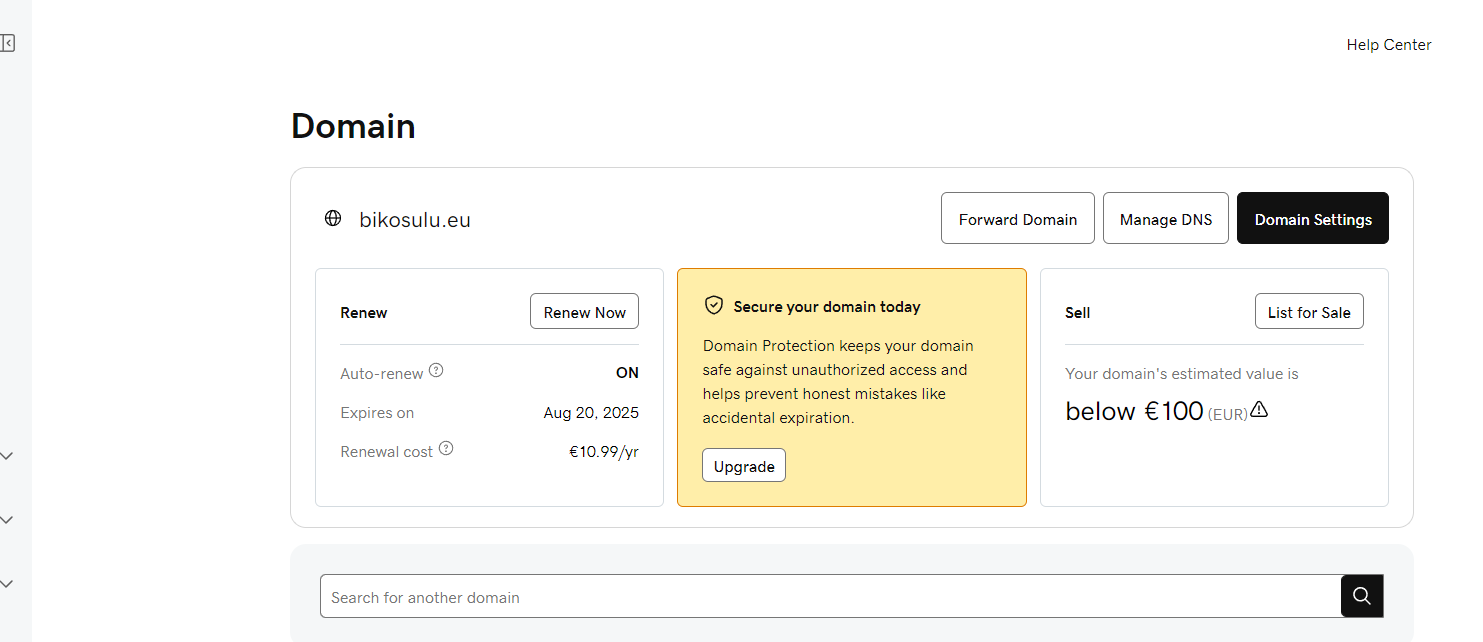 Help Center
Domain
bikosulu.eu
Forward Domain
Manage DNS
Domain Settings
Renew
Renew Now
Auto-renew
ON
Expires on
Aug 20, 2025
Renewal cost
€10.99/yr
Secure your domain today
Domain Protection keeps your domain
safe against unauthorized access and
helps prevent honest mistakes like
accidental expiration.
Upgrade
Sell
List for Sale
Your domain's estimated value is
below €100 (EUR)
Search for another domain